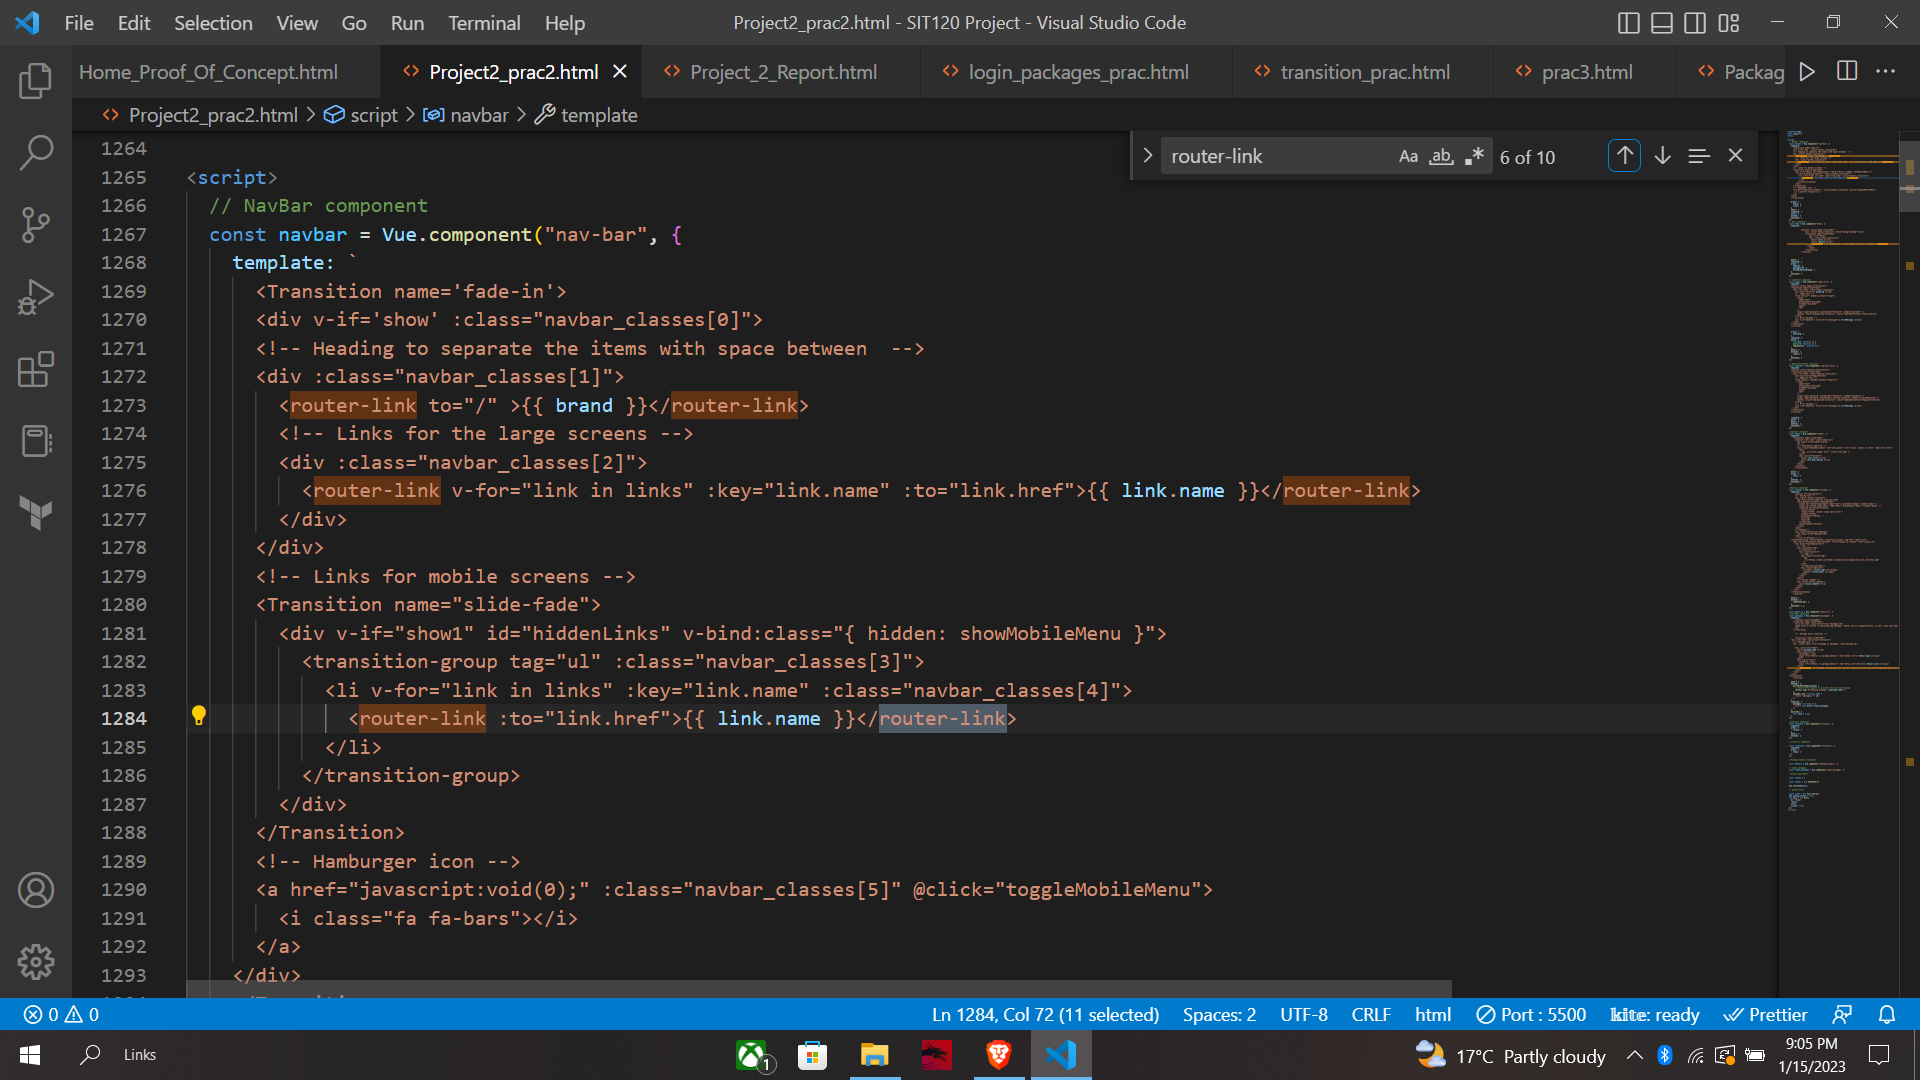 File Edit Selection View Go Run Terminal Help Project2_prac2.html - SIT120 Project - Visual Studio Code
Home_Proof_Of_Concept.html Project2_prac2.html Project_2_Report.html login_packages_prac.html transition_prac.html prac3.html Packag
Project2_prac2.html script navbar template
router-link Aa ab 6 of 10
1264
1265 <script>
1266 // NavBar component
1267 const navbar = Vue.component("nav-bar", {
1268 template: `
1269 <Transition name='fade-in'>
1270 <div v-if='show' :class="navbar_classes[0]">
1271 <!-- Heading to separate the items with space between  -->
1272 <div :class="navbar_classes[1]">
1273 <router-link to="/" >{{ brand }}</router-link>
1274 <!-- Links for the large screens -->
1275 <div :class="navbar_classes[2]">
1276 <router-link v-for="link in links" :key="link.name" :to="link.href">{{ link.name }}</router-link>
1277 </div>
1278 </div>
1279 <!-- Links for mobile screens -->
1280 <Transition name="slide-fade">
1281 <div v-if="show1" id="hiddenLinks" v-bind:class="{ hidden: showMobileMenu }">
1282 <transition-group tag="ul" :class="navbar_classes[3]">
1283 <li v-for="link in links" :key="link.name" :class="navbar_classes[4]">
1284 <router-link :to="link.href">{{ link.name }}</router-link>
1285 </li>
1286 </transition-group>
1287 </div>
1288 </Transition>
1289 <!-- Hamburger icon -->
1290 <a href="javascript:void(0);" :class="navbar_classes[5]" @click="toggleMobileMenu">
1291 <i class="fa fa-bars"></i>
1292 </a>
1293 </div>
0 0 Ln 1284, Col 72 (11 selected) Spaces: 2 UTF-8 CRLF html Port : 5500 kite: ready Prettier
Links 1 17°C Partly cloudy 9:05 PM
1/15/2023